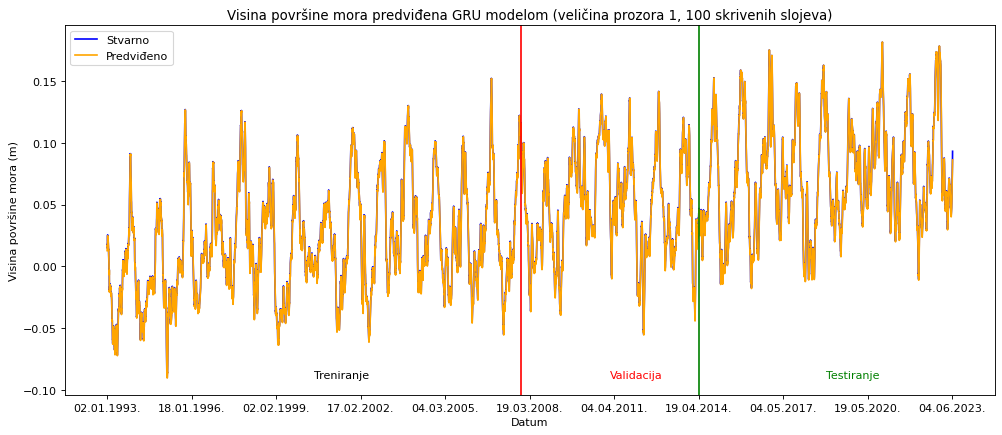 Visina površine mora predviđena GRU modelom (veličina prozora 1, 100 skrivenih slojeva)
Stvarno
Predviđeno
Visina površine mora (m)
0.15
0.10
0.05
0.00
−0.05
−0.10
Treniranje
Validacija
Testiranje
02.01.1993.
18.01.1996.
02.02.1999.
17.02.2002.
04.03.2005.
19.03.2008.
04.04.2011.
19.04.2014.
04.05.2017.
19.05.2020.
04.06.2023.
Datum